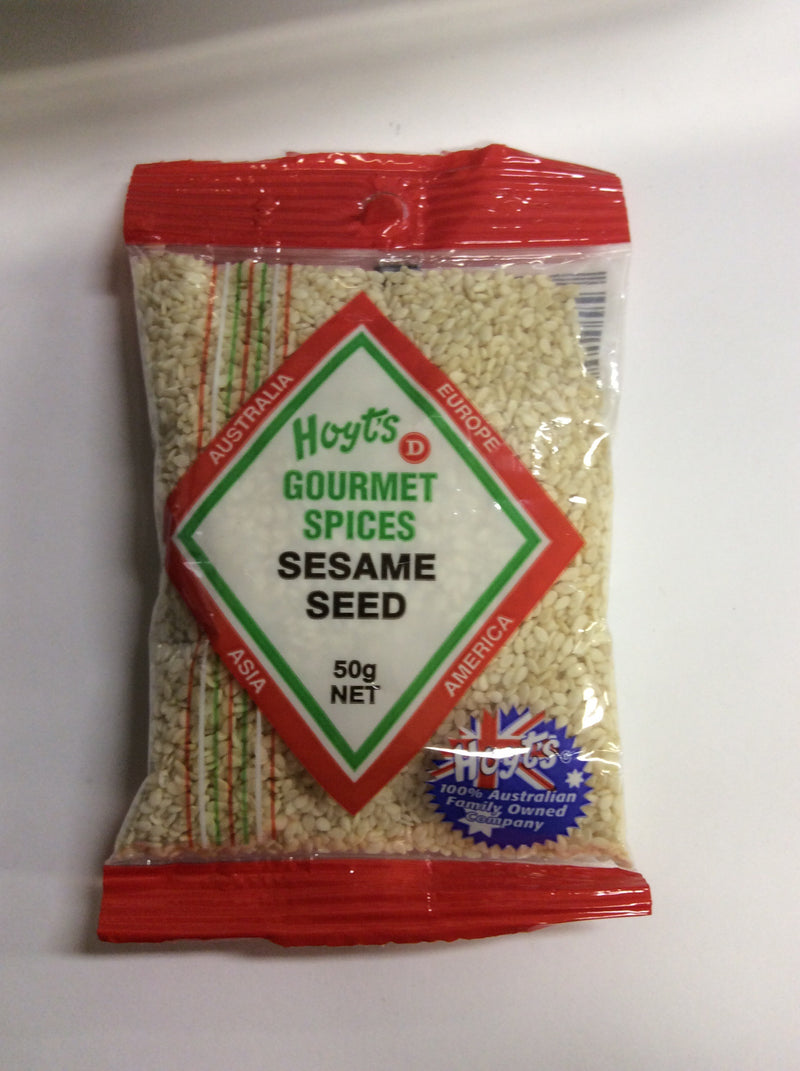 AUSTRALIA
EUROPE
Hoyt's
D
GOURMET
SPICES
SESAME
SEED
50g
NET
ASIA
AMERICA
Hoyt's
100% Australian
Family Owned
Company